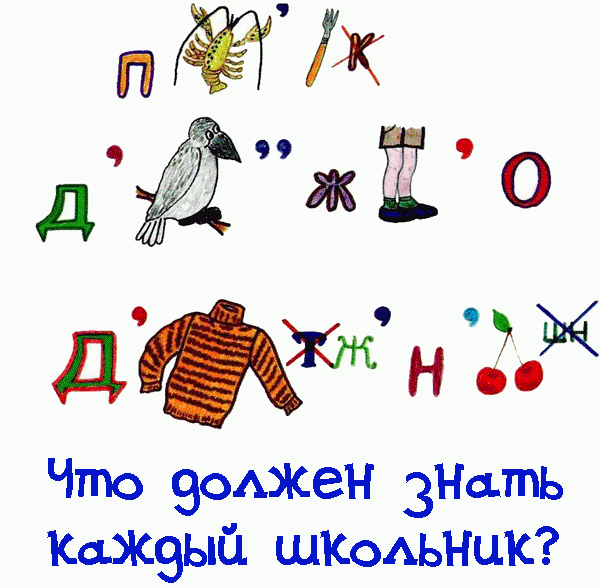 П ’ К
Д ’ ’’ Ж ’ О
Д ’ Т Ж ’ Н ’ ШН
Что должен знать
каждый школьник?